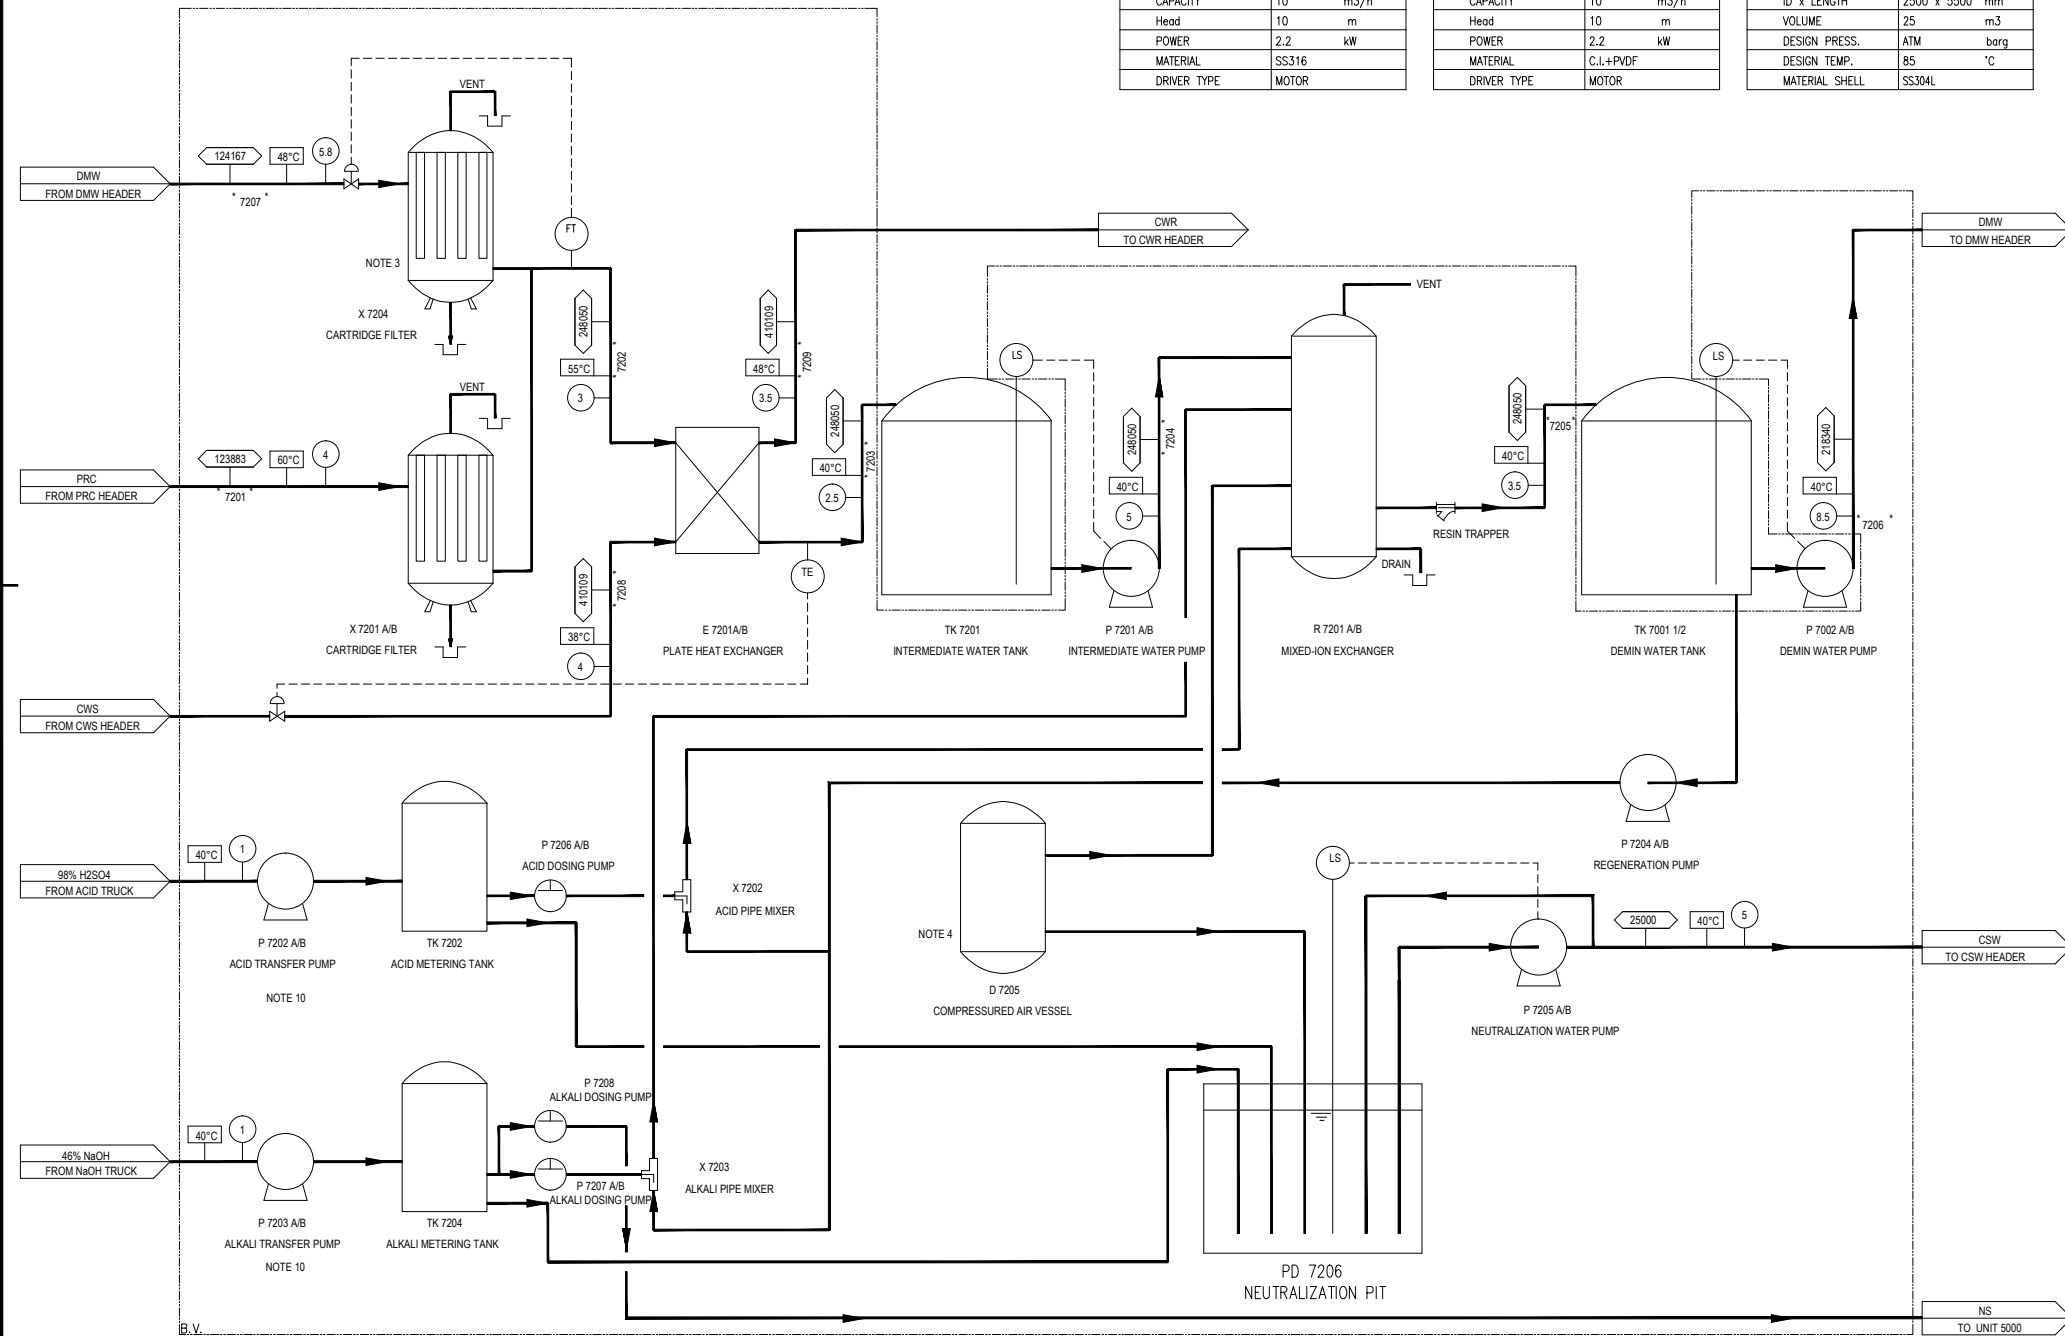 CAPACITY 10 m3/h
Head 10 m
POWER 2.2 kW
MATERIAL SS316
DRIVER TYPE MOTOR
CAPACITY 10 m3/h
Head 10 m
POWER 2.2 kW
MATERIAL C.I.+PVDF
DRIVER TYPE MOTOR
ID x LENGTH 2500 x 5500 mm
VOLUME 25 m3
DESIGN PRESS. ATM barg
DESIGN TEMP. 85 °C
MATERIAL SHELL SS304L
VENT
DMW
FROM DMW HEADER
124167
48°C
5.8
* 7207 *
FT
NOTE 3
X 7204
CARTRIDGE FILTER
CWR
TO CWR HEADER
DMW
TO DMW HEADER
248050
55°C
3
* 7202 *
410109
48°C
3.5
* 7209 *
VENT
PRC
FROM PRC HEADER
123883
60°C
4
* 7201 *
X 7201 A/B
CARTRIDGE FILTER
410109
38°C
4
* 7208 *
E 7201A/B
PLATE HEAT EXCHANGER
TE
248050
40°C
2.5
* 7203 *
LS
TK 7201
INTERMEDIATE WATER TANK
248050
40°C
5
* 7204 *
P 7201 A/B
INTERMEDIATE WATER PUMP
VENT
DRAIN
R 7201 A/B
MIXED-ION EXCHANGER
RESIN TRAPPER
248050
40°C
3.5
* 7205 *
LS
TK 7001 1/2
DEMIN WATER TANK
218340
40°C
8.5
* 7206 *
P 7002 A/B
DEMIN WATER PUMP
CWS
FROM CWS HEADER
98% H2SO4
FROM ACID TRUCK
40°C
1
P 7202 A/B
ACID TRANSFER PUMP
NOTE 10
TK 7202
ACID METERING TANK
P 7206 A/B
ACID DOSING PUMP
X 7202
ACID PIPE MIXER
NOTE 4
D 7205
COMPRESSURED AIR VESSEL
P 7204 A/B
REGENERATION PUMP
LS
P 7205 A/B
NEUTRALIZATION WATER PUMP
25000
40°C
5
CSW
TO CSW HEADER
46% NaOH
FROM NaOH TRUCK
40°C
1
P 7203 A/B
ALKALI TRANSFER PUMP
NOTE 10
TK 7204
ALKALI METERING TANK
P 7208
ALKALI DOSING PUMP
P 7207 A/B
ALKALI DOSING PUMP
X 7203
ALKALI PIPE MIXER
PD 7206
NEUTRALIZATION PIT
NS
TO UNIT 5000
B.V.